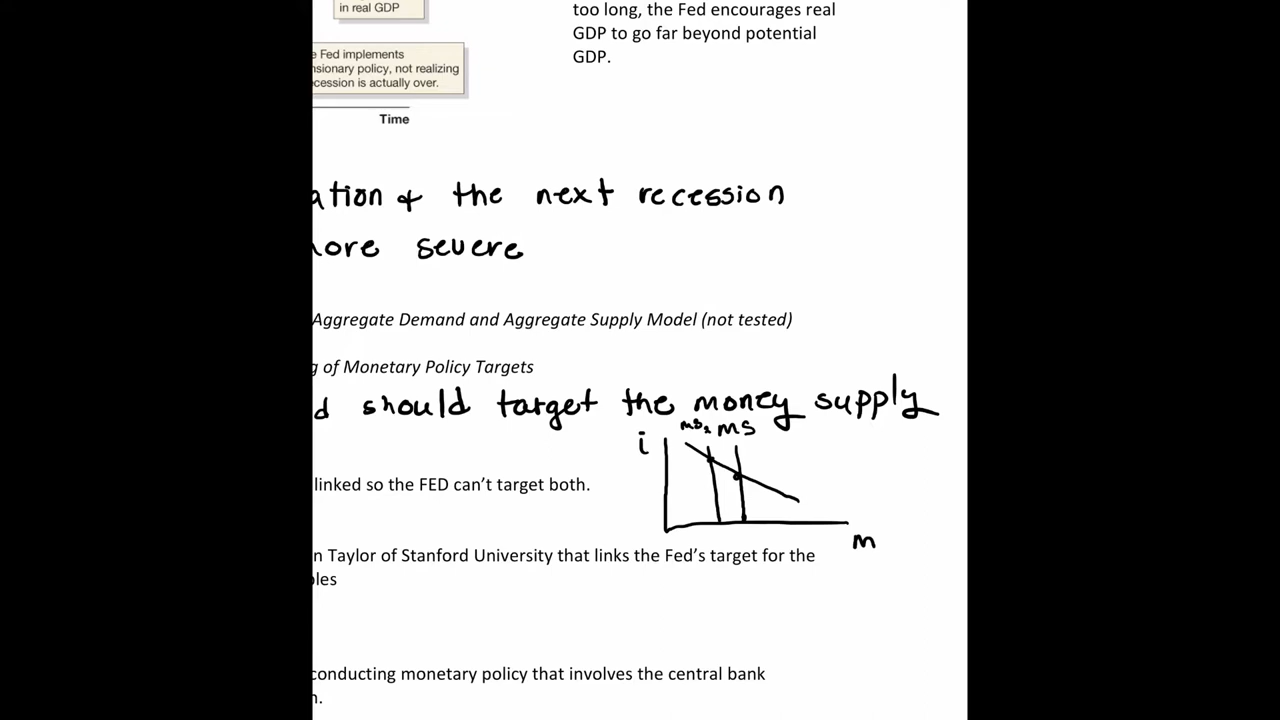 in real GDP
too long, the Fed encourages real
GDP to go far beyond potential
GDP.
e Fed implements
nsionary policy, not realizing
cession is actually over.
Time
ation & the next recession
more severe
Aggregate Demand and Aggregate Supply Model (not tested)
g of Monetary Policy Targets
d should target the money supply
MS₂ MS
i
linked so the FED can't target both.
m
n Taylor of Stanford University that links the Fed's target for the
bles
conducting monetary policy that involves the central bank
n.